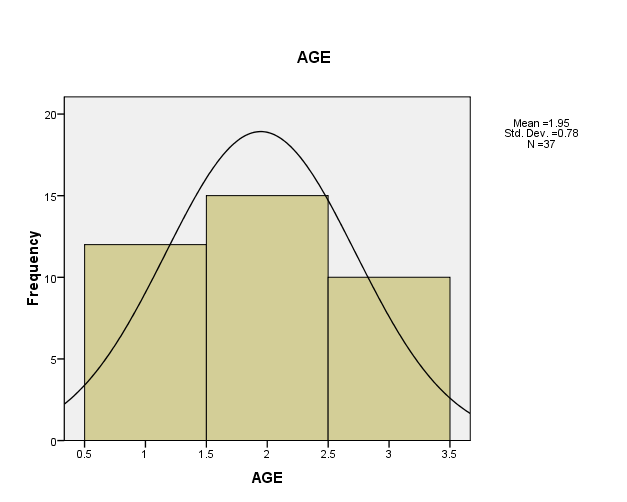 AGE
Mean =1.95
Std. Dev. =0.78
N =37
Frequency
20
15
10
5
0
0.5 1 1.5 2 2.5 3 3.5
AGE